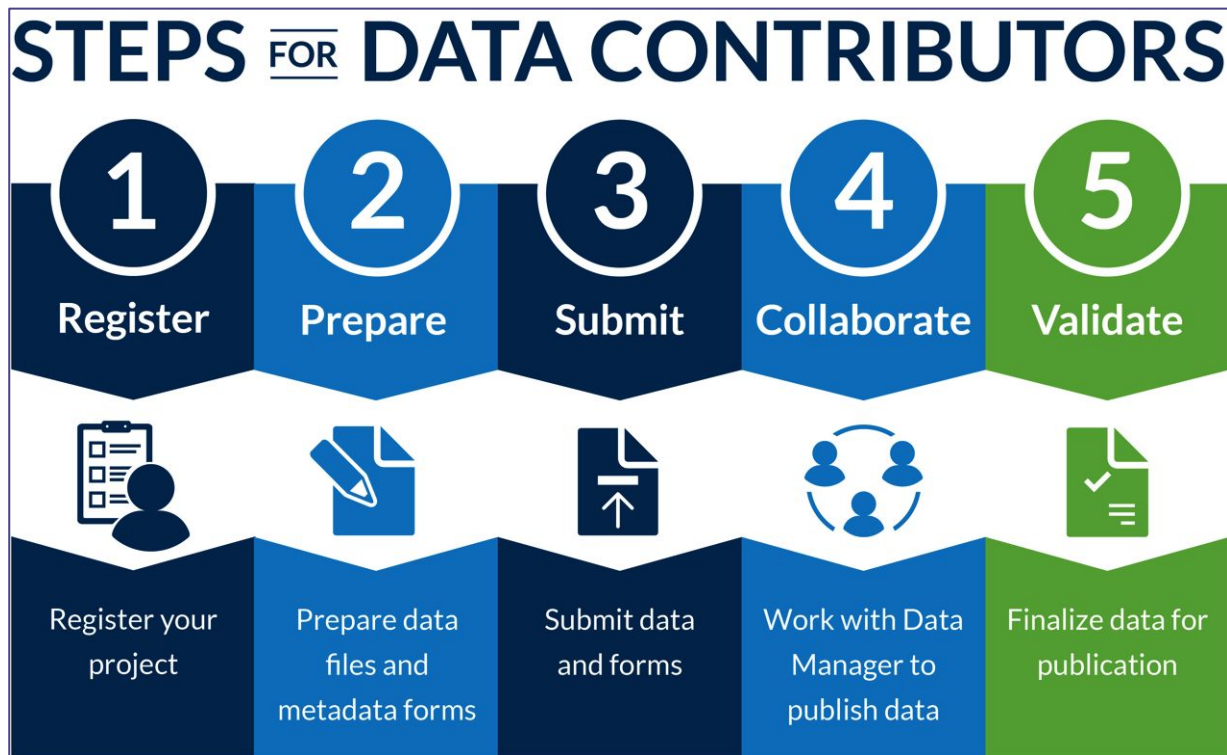 STEPS FOR DATA CONTRIBUTORS
1
Register
Register your
project
2
Prepare
Prepare data
files and
metadata forms
3
Submit
Submit data
and forms
4
Collaborate
Work with Data
Manager to
publish data
5
Validate
Finalize data for
publication